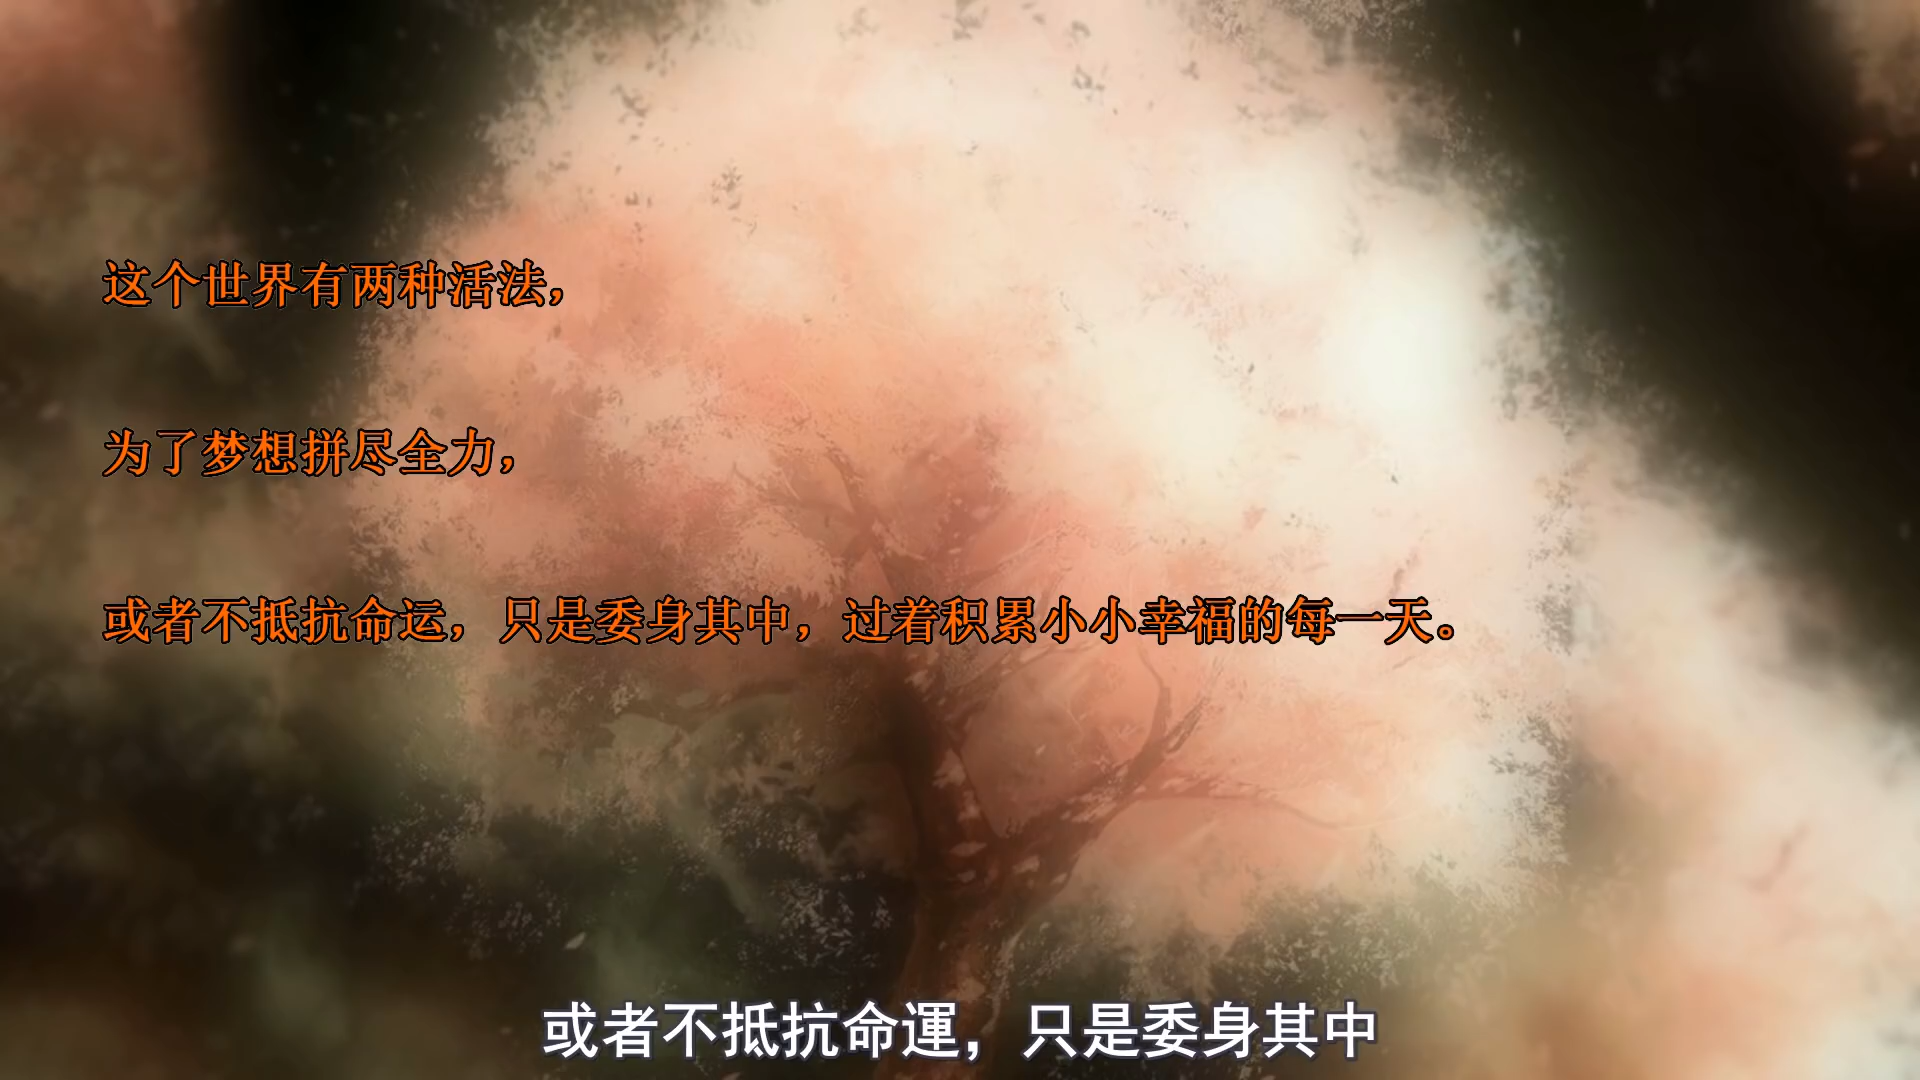 这个世界有两种活法，
为了梦想拼尽全力，
或者不抵抗命运，只是委身其中，过着积累小小幸福的每一天。
或者不抵抗命運，只是委身其中